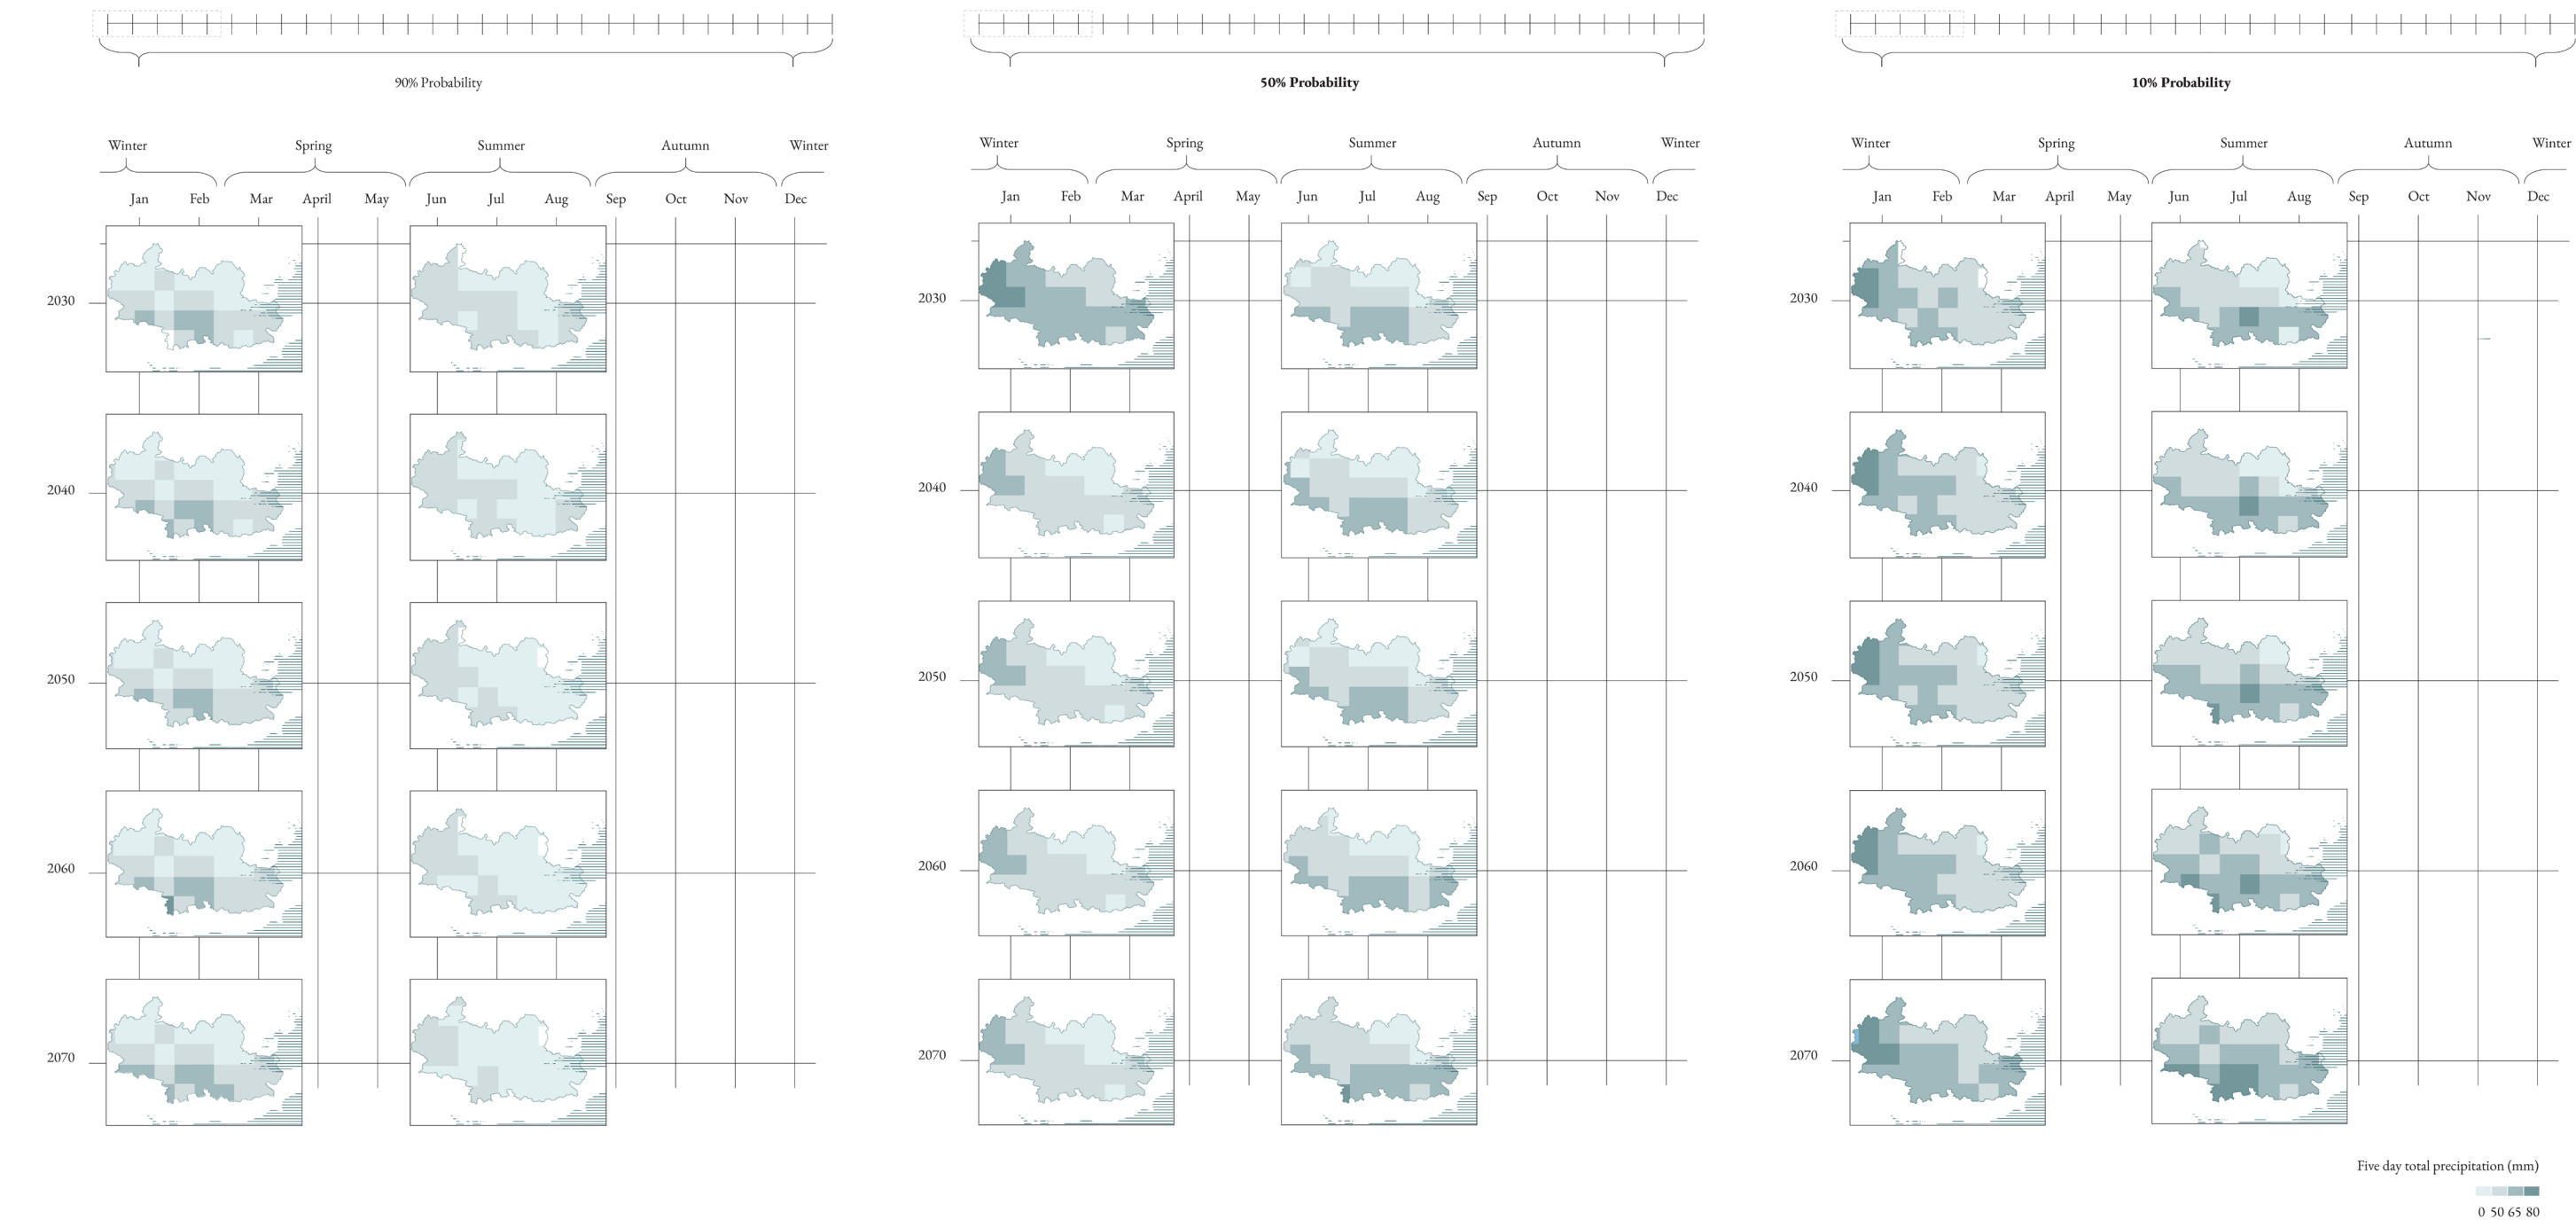 90% Probability
50% Probability
10% Probability
Winter Spring Summer Autumn Winter
Winter Spring Summer Autumn Winter
Winter Spring Summer Autumn Winter
Jan Feb Mar April May Jun Jul Aug Sep Oct Nov Dec
Jan Feb Mar April May Jun Jul Aug Sep Oct Nov Dec
Jan Feb Mar April May Jun Jul Aug Sep Oct Nov Dec
2030 2030 2030
2040 2040 2040
2050 2050 2050
2060 2060 2060
2070 2070 2070
Five day total precipitation (mm)
0 50 65 80